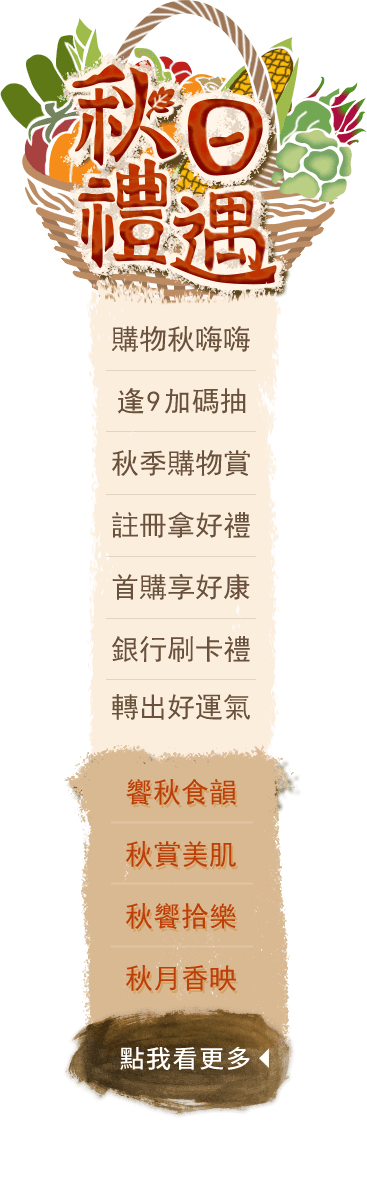 秋日
禮遇
購物秋嗨嗨
逢9加碼抽
秋季購物賞
註冊拿好禮
首購享好康
銀行刷卡禮
轉出好運氣
饗秋食韻
秋賞美肌
秋饗拾樂
秋月香映
點我看更多